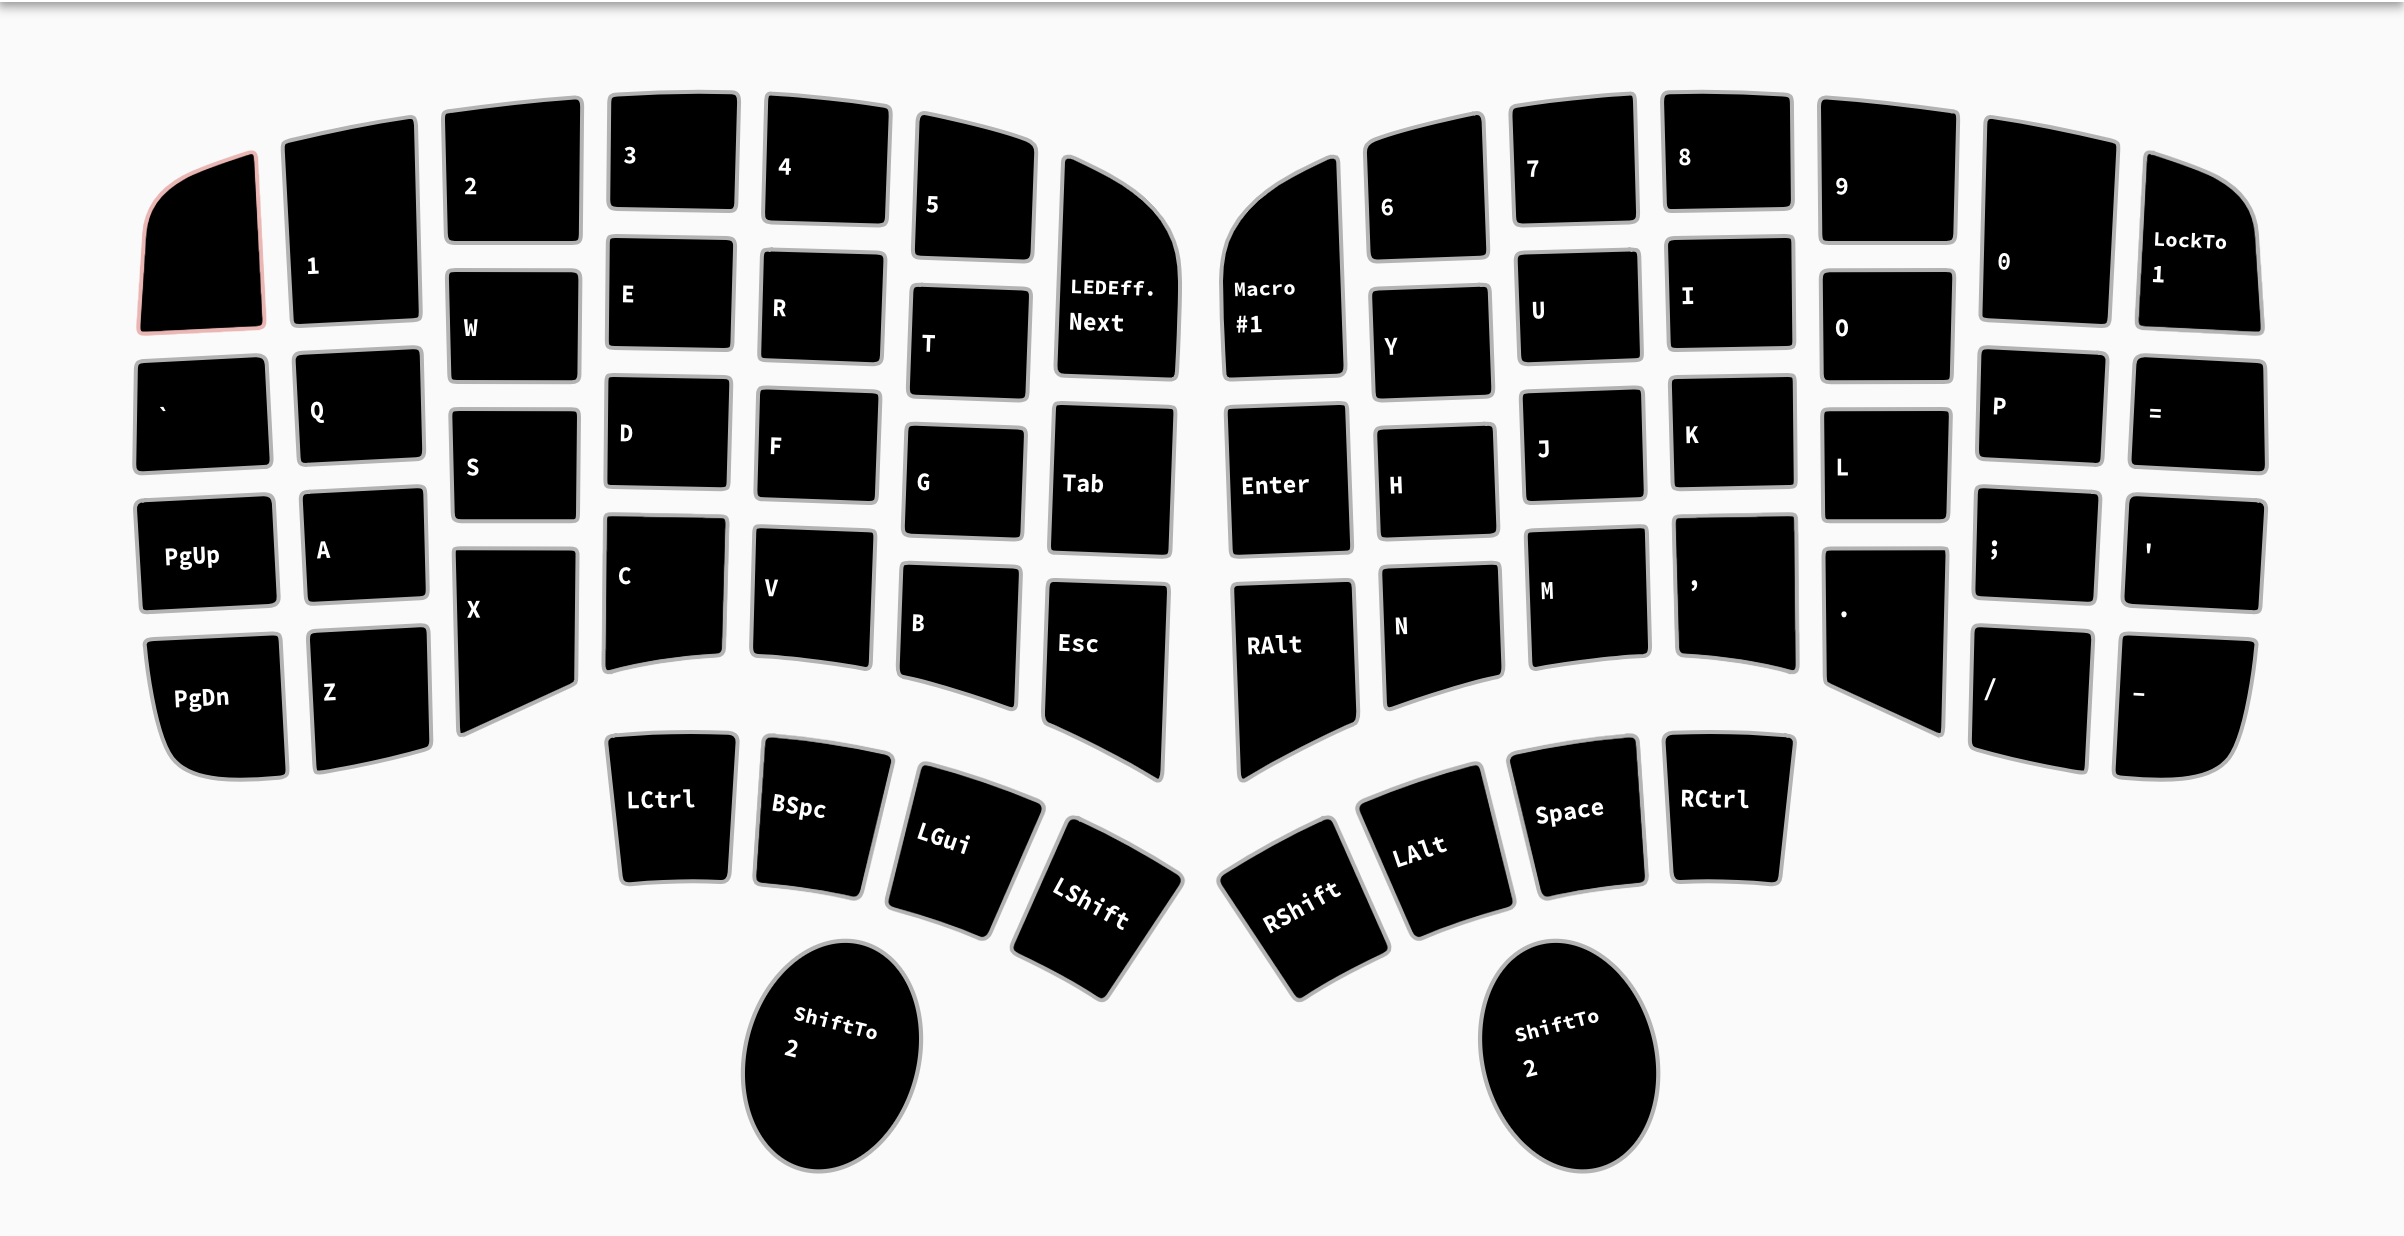 1
2
3
4
5
LEDEff.
Next
Macro
#1
6
7
8
9
0
LockTo
1
`
Q
W
E
R
T
Y
U
I
O
P
=
PgUp
A
S
D
F
G
Tab
Enter
H
J
K
L
;
'
PgDn
Z
X
C
V
B
Esc
RAlt
N
M
,
.
/
-
LCtrl
BSpc
LGui
LShift
RShift
LAlt
Space
RCtrl
ShiftTo
2
ShiftTo
2